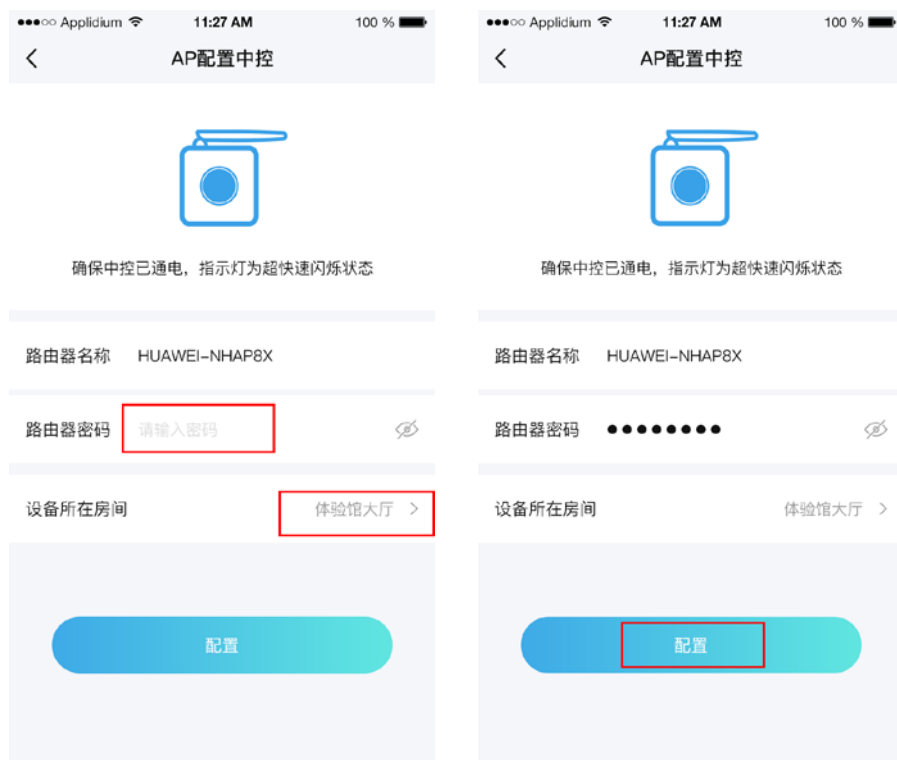 Applidium 11:27 AM 100 %
AP配置中控
确保中控已通电，指示灯为超快速闪烁状态
路由器名称 HUAWEI-NHAP8X
路由器密码 请输入密码
设备所在房间 体验馆大厅
配置
Applidium 11:27 AM 100 %
AP配置中控
确保中控已通电，指示灯为超快速闪烁状态
路由器名称 HUAWEI-NHAP8X
路由器密码 ●●●●●●●●
设备所在房间 体验馆大厅
配置